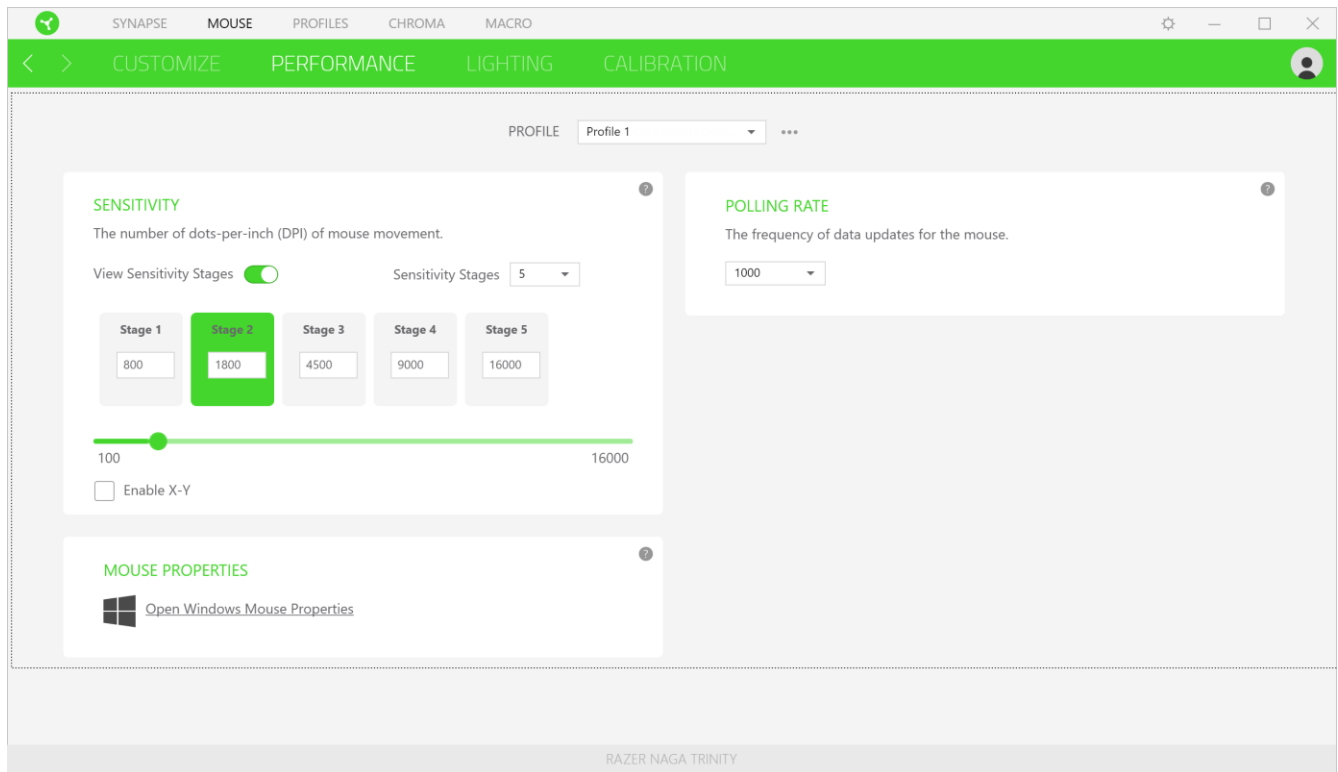 SYNAPSE MOUSE PROFILES CHROMA MACRO
CUSTOMIZE PERFORMANCE LIGHTING CALIBRATION
PROFILE Profile 1
SENSITIVITY
The number of dots-per-inch (DPI) of mouse movement.
View Sensitivity Stages Sensitivity Stages 5
Stage 1 Stage 2 Stage 3 Stage 4 Stage 5
800 1800 4500 9000 16000
100 16000
Enable X-Y
POLLING RATE
The frequency of data updates for the mouse.
1000
MOUSE PROPERTIES
Open Windows Mouse Properties
RAZER NAGA TRINITY